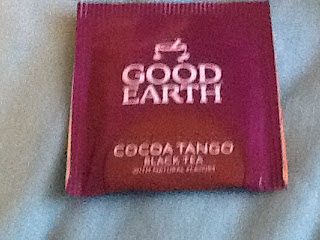 GOOD
EARTH
COCOA TANGO
BLACK TEA
WITH NATURAL FLAVORS